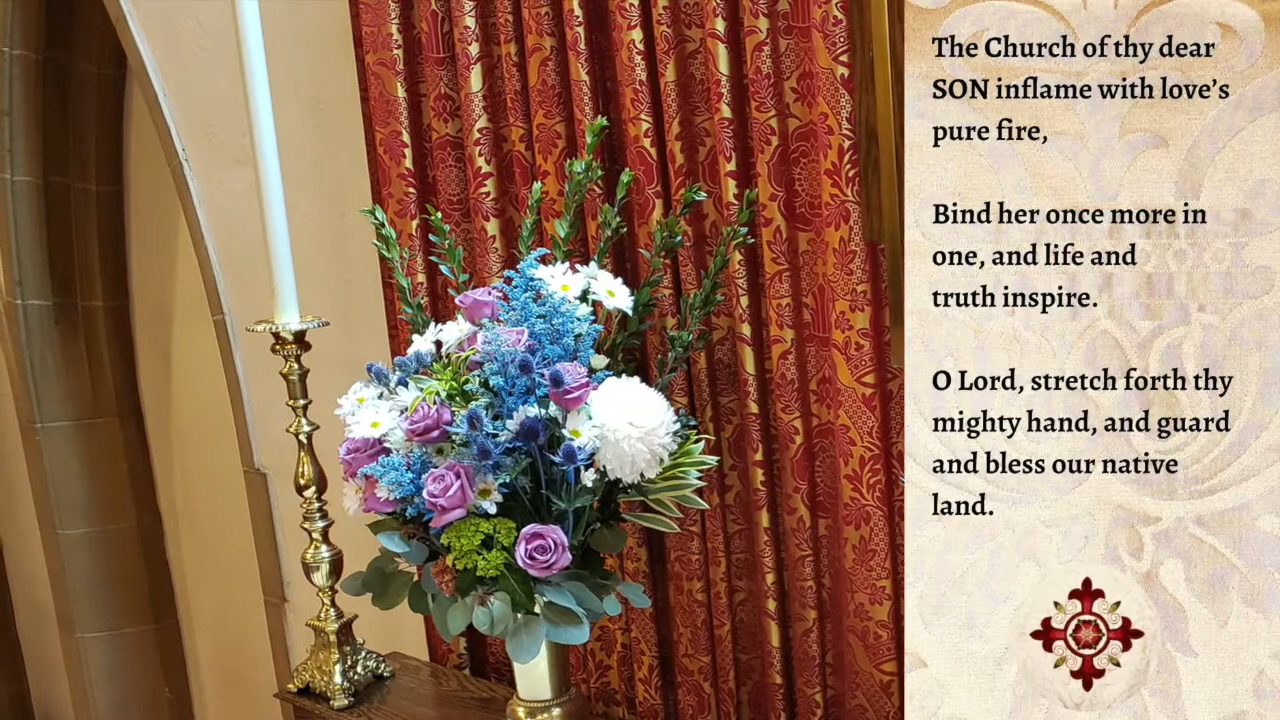 The Church of thy dear
SON inflame with love’s
pure fire,
Bind her once more in
one, and life and
truth inspire.
O Lord, stretch forth thy
mighty hand, and guard
and bless our native
land.